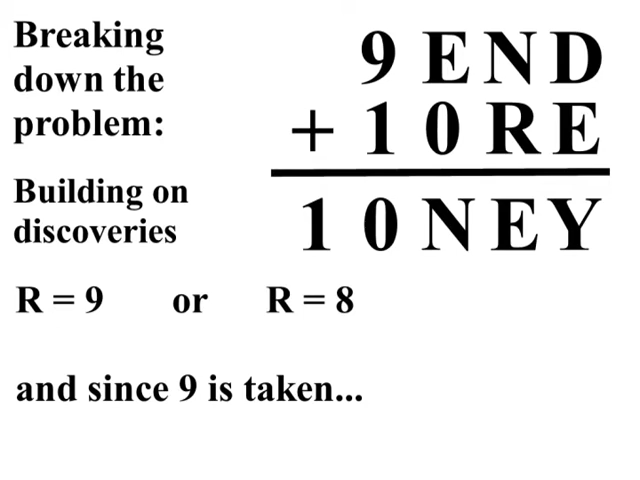 Breaking
down the
problem:
Building on
discoveries
9 E N D
+ 1 0 R E
1 0 N E Y
R = 9 or R = 8
and since 9 is taken...